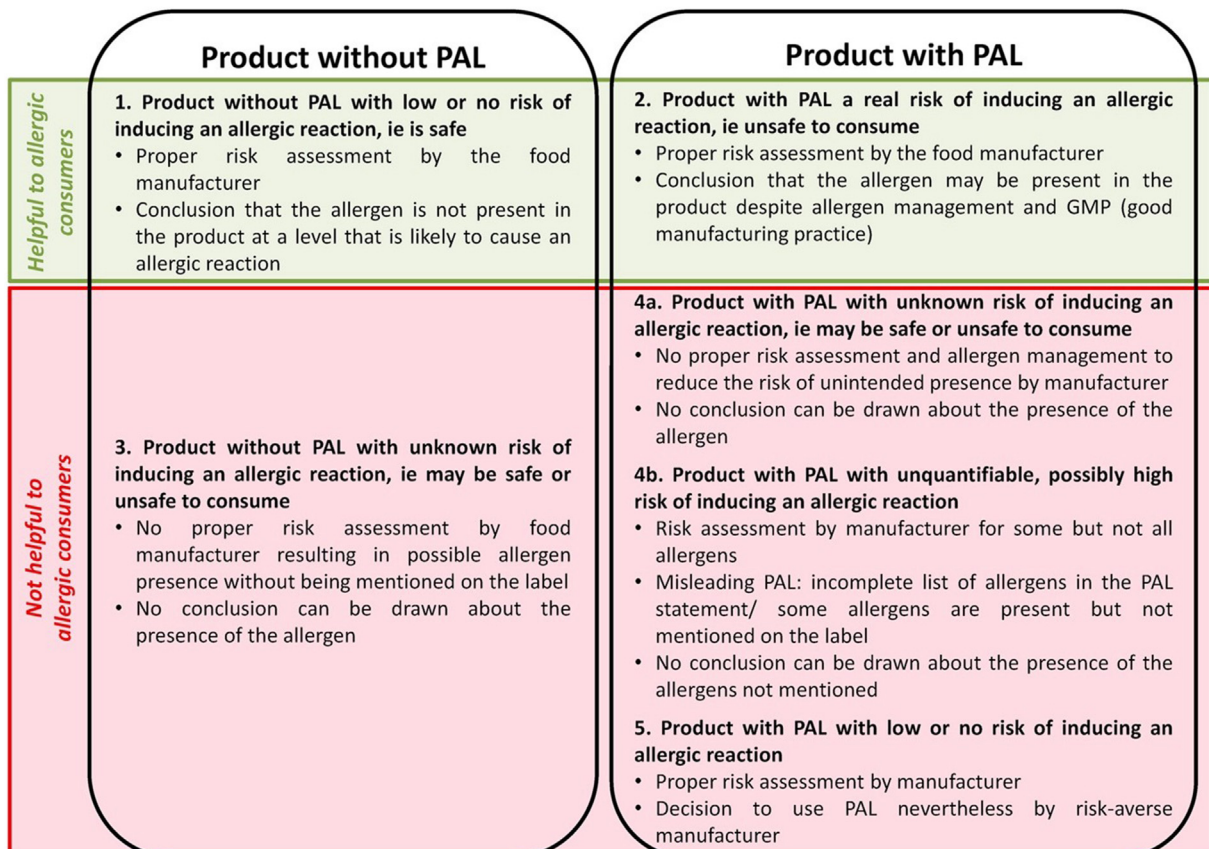 Product without PAL
Product with PAL
Helpful to allergic
consumers
1. Product without PAL with low or no risk of
inducing an allergic reaction, ie is safe
• Proper risk assessment by the food
manufacturer
• Conclusion that the allergen is not present in
the product at a level that is likely to cause an
allergic reaction
2. Product with PAL a real risk of inducing an allergic
reaction, ie unsafe to consume
• Proper risk assessment by the food manufacturer
• Conclusion that the allergen may be present in the
product despite allergen management and GMP (good
manufacturing practice)
Not helpful to
allergic consumers
3. Product without PAL with unknown risk of
inducing an allergic reaction, ie may be safe or
unsafe to consume
• No proper risk assessment by food
manufacturer resulting in possible allergen
presence without being mentioned on the label
• No conclusion can be drawn about the
presence of the allergen
4a. Product with PAL with unknown risk of inducing an
allergic reaction, ie may be safe or unsafe to consume
• No proper risk assessment and allergen management to
reduce the risk of unintended presence by manufacturer
• No conclusion can be drawn about the presence of the
allergen
4b. Product with PAL with unquantifiable, possibly high
risk of inducing an allergic reaction
• Risk assessment by manufacturer for some but not all
allergens
• Misleading PAL: incomplete list of allergens in the PAL
statement/ some allergens are present but not
mentioned on the label
• No conclusion can be drawn about the presence of the
allergens not mentioned
5. Product with PAL with low or no risk of inducing an
allergic reaction
• Proper risk assessment by manufacturer
• Decision to use PAL nevertheless by risk-averse
manufacturer